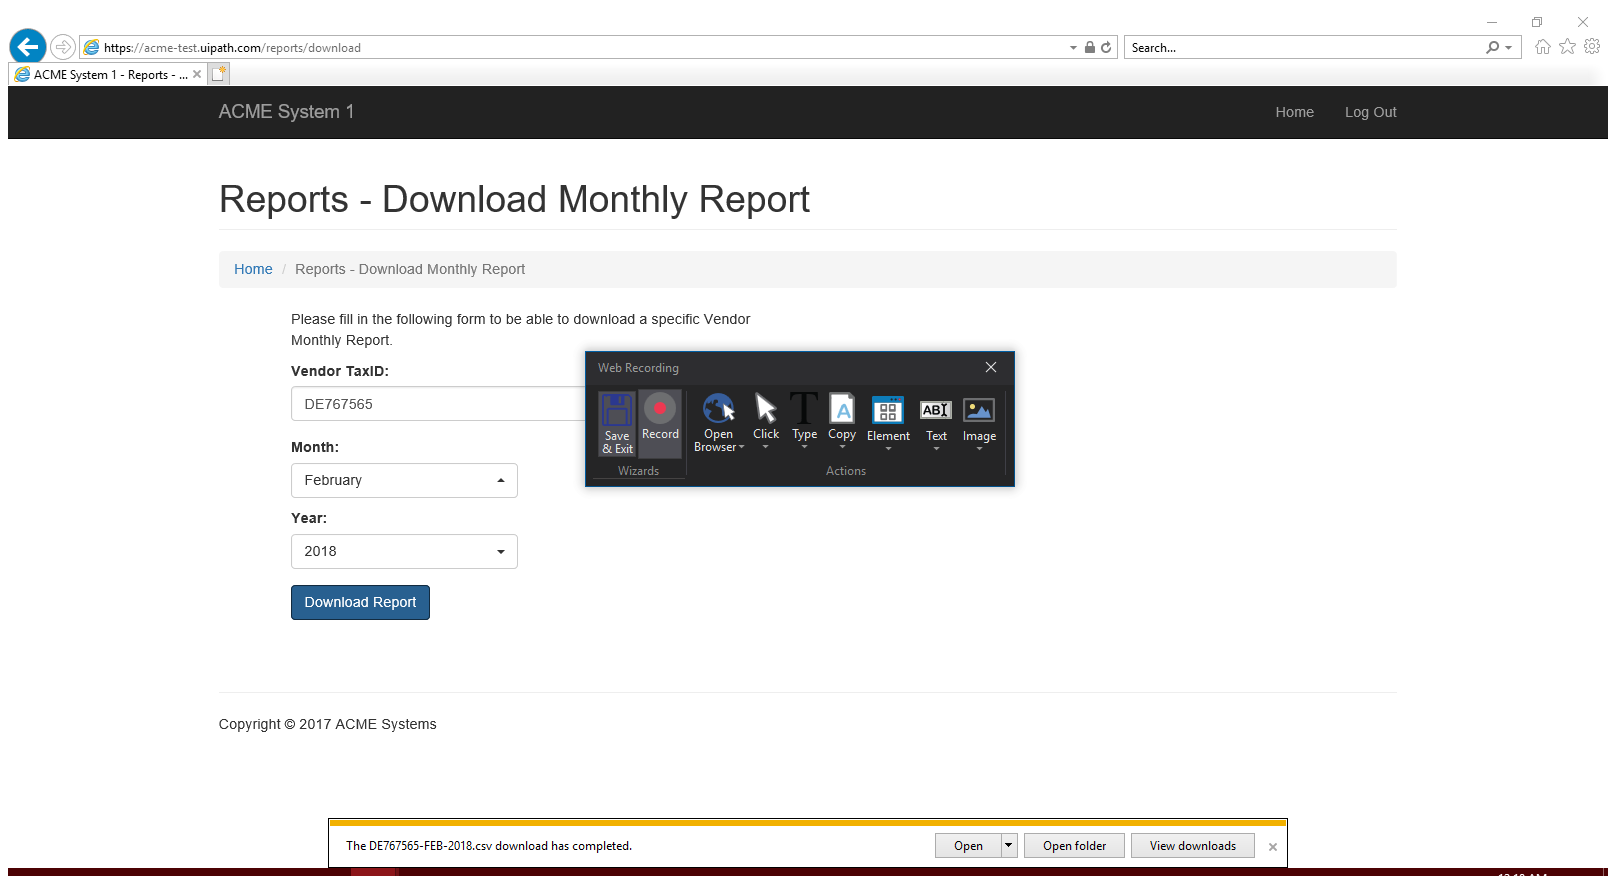 https://acme-test.uipath.com/reports/download
Search...
ACME System 1 - Reports - ...
ACME System 1
Home
Log Out
Reports - Download Monthly Report
Home / Reports - Download Monthly Report
Please fill in the following form to be able to download a specific Vendor
Monthly Report.
Vendor TaxID:
DE767565
Month:
February
Year:
2018
Download Report
Web Recording
Save
& Exit
Record
Open
Browser
Click
Type
Copy
Element
Text
Image
Wizards
Actions
Copyright © 2017 ACME Systems
The DE767565-FEB-2018.csv download has completed.
Open
Open folder
View downloads